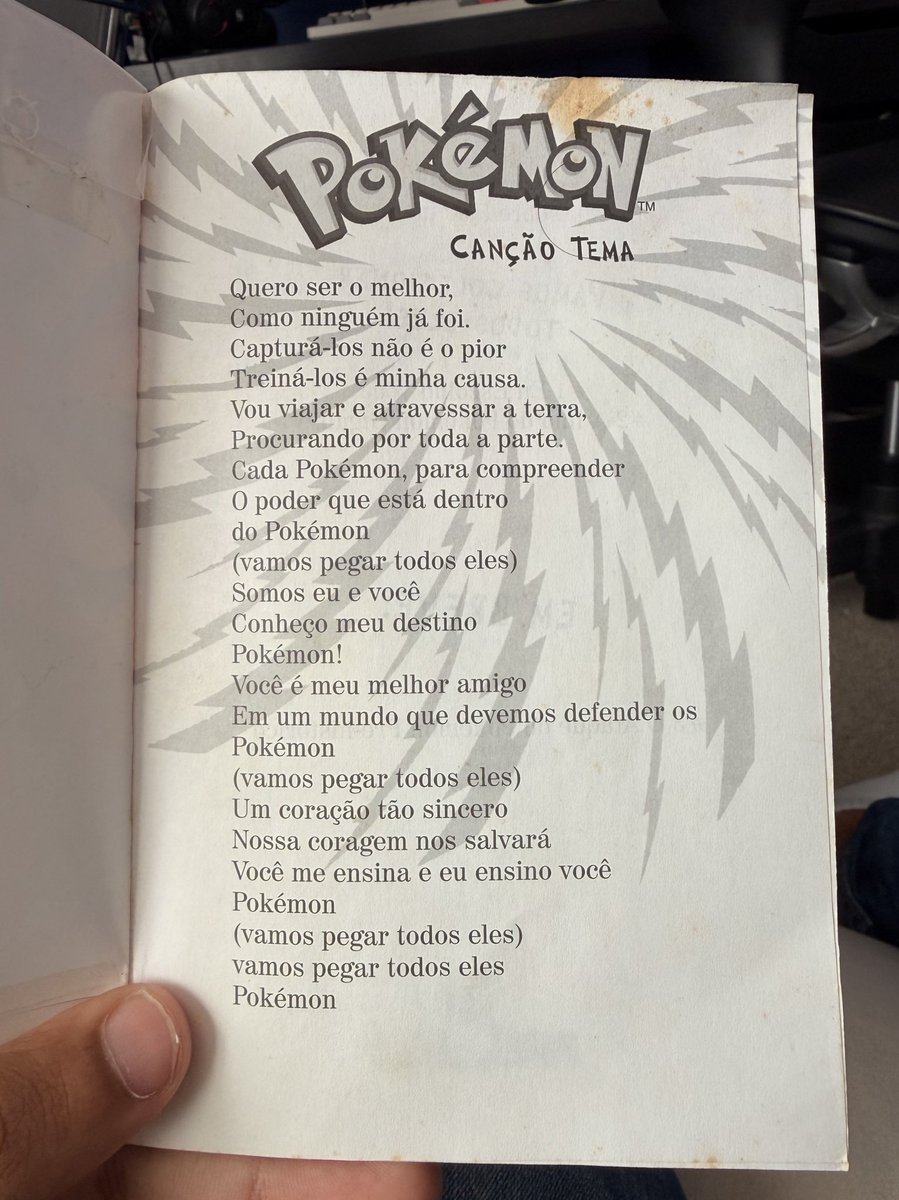 POKéMON™
CANÇÃO TEMA
Quero ser o melhor,
Como ninguém já foi.
Capturá-los não é o pior
Treiná-los é minha causa.
Vou viajar e atravessar a terra,
Procurando por toda a parte.
Cada Pokémon, para compreender
O poder que está dentro
do Pokémon
(vamos pegar todos eles)
Somos eu e você
Conheço meu destino
Pokémon!
Você é meu melhor amigo
Em um mundo que devemos defender os
Pokémon
(vamos pegar todos eles)
Um coração tão sincero
Nossa coragem nos salvará
Você me ensina e eu ensino você
Pokémon
(vamos pegar todos eles)
vamos pegar todos eles
Pokémon